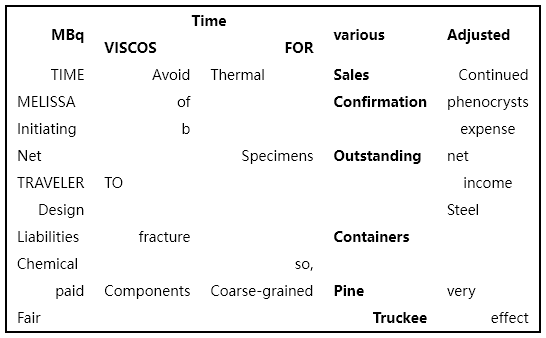 MBq Time various Adjusted
VISCOS FOR
TIME Avoid Thermal Sales Continued
MELISSA of Confirmation phenocrysts
Initiating b expense
Net Specimens Outstanding net
TRAVELER TO income
Design Steel
Liabilities fracture Containers
Chemical so,
paid Components Coarse-grained Pine very
Fair Truckee effect